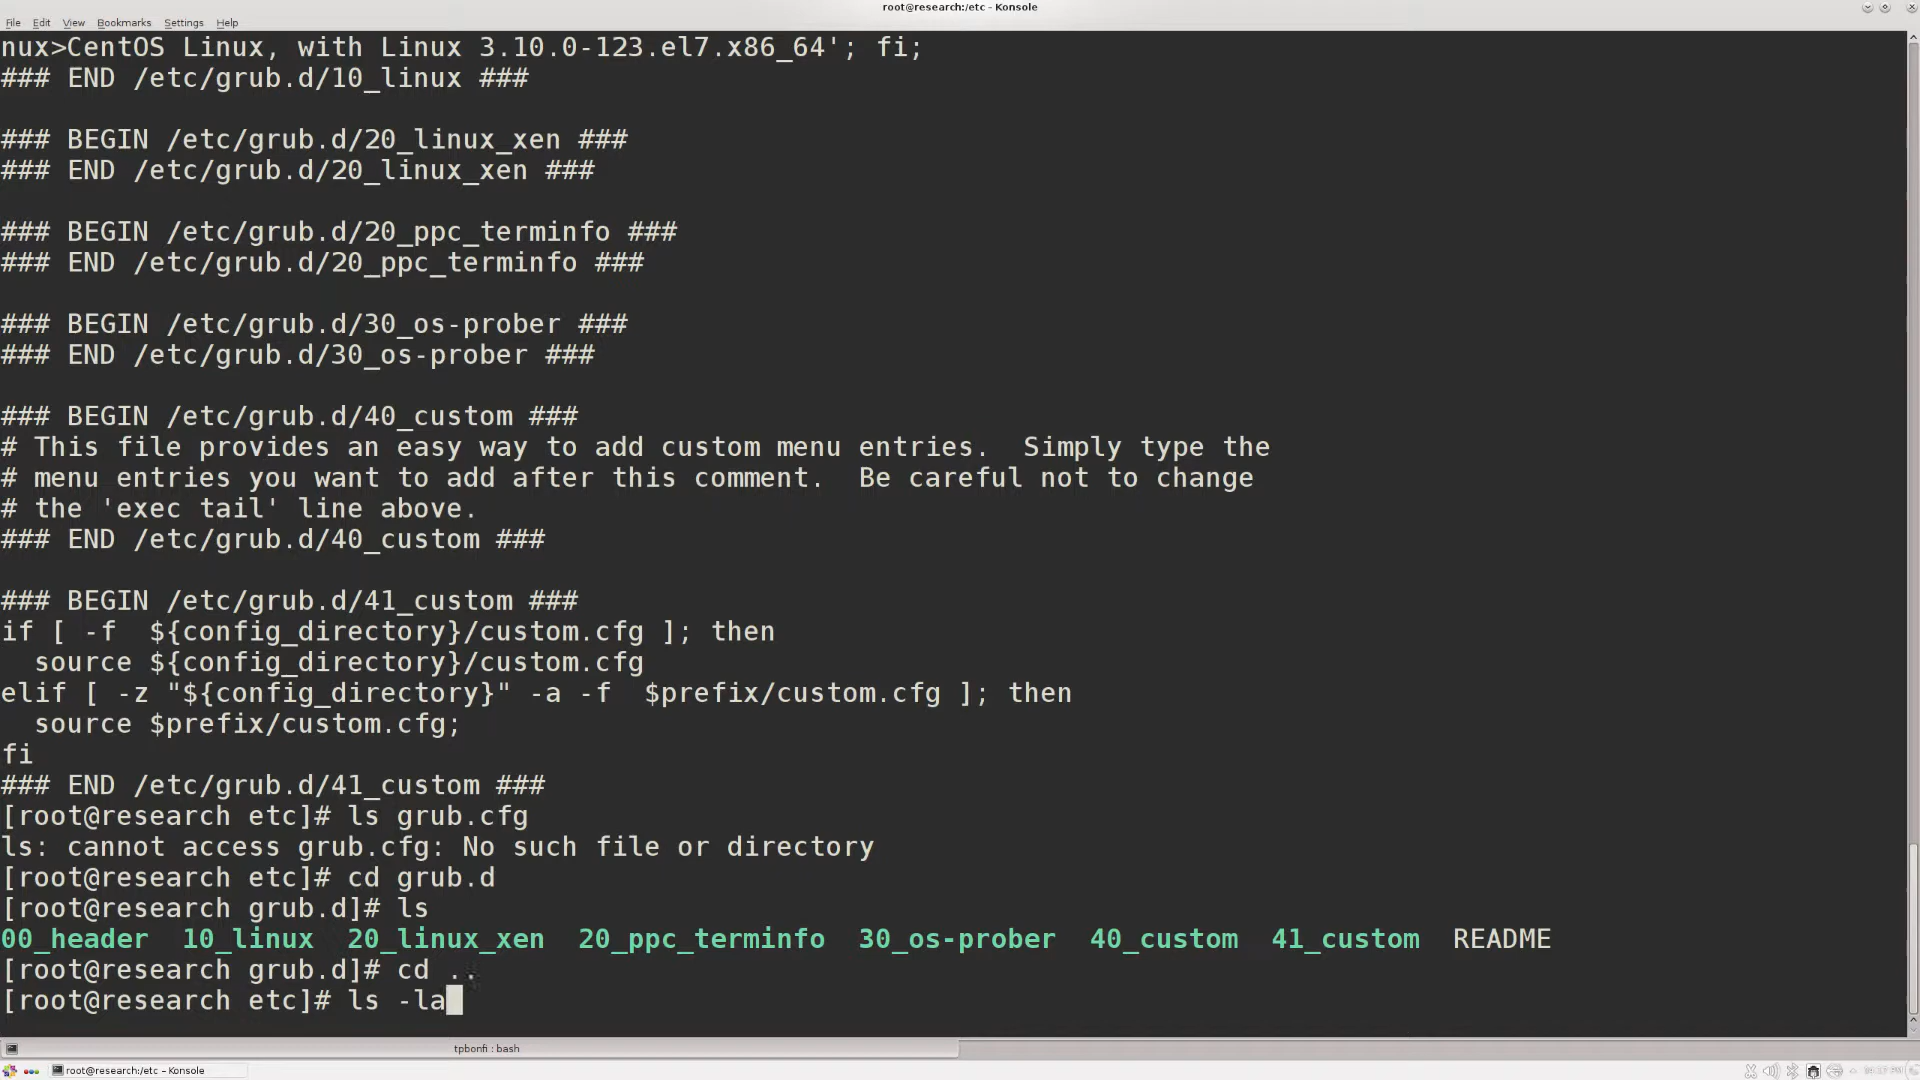 root@research:/etc - Konsole
File Edit View Bookmarks Settings Help
nux>CentOS Linux, with Linux 3.10.0-123.el7.x86_64'; fi;
### END /etc/grub.d/10_linux ###
### BEGIN /etc/grub.d/20_linux_xen ###
### END /etc/grub.d/20_linux_xen ###
### BEGIN /etc/grub.d/20_ppc_terminfo ###
### END /etc/grub.d/20_ppc_terminfo ###
### BEGIN /etc/grub.d/30_os-prober ###
### END /etc/grub.d/30_os-prober ###
### BEGIN /etc/grub.d/40_custom ###
# This file provides an easy way to add custom menu entries.  Simply type the
# menu entries you want to add after this comment.  Be careful not to change
# the 'exec tail' line above.
### END /etc/grub.d/40_custom ###
### BEGIN /etc/grub.d/41_custom ###
if [ -f  ${config_directory}/custom.cfg ]; then
  source ${config_directory}/custom.cfg
elif [ -z "${config_directory}" -a -f  $prefix/custom.cfg ]; then
  source $prefix/custom.cfg;
fi
### END /etc/grub.d/41_custom ###
[root@research etc]# ls grub.cfg
ls: cannot access grub.cfg: No such file or directory
[root@research etc]# cd grub.d
[root@research grub.d]# ls
00_header  10_linux  20_linux_xen  20_ppc_terminfo  30_os-prober  40_custom  41_custom  README
[root@research grub.d]# cd ..
[root@research etc]# ls -la
tpbonfi : bash
root@research:/etc - Konsole